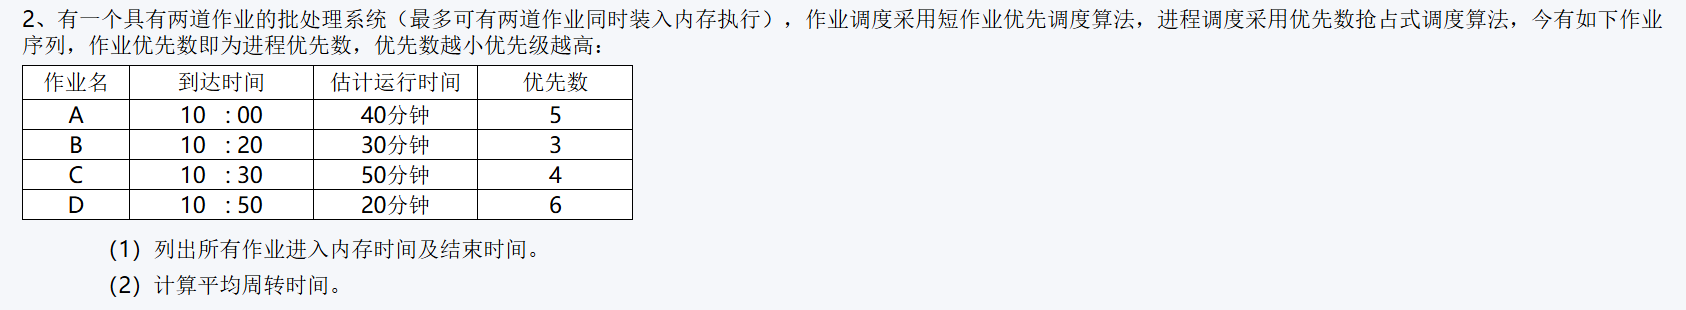 2、有一个具有两道作业的批处理系统（最多可有两道作业同时装入内存执行），作业调度采用短作业优先调度算法，进程调度采用优先数抢占式调度算法，今有如下作业
序列，作业优先数即为进程优先数，优先数越小优先级越高：
作业名 到达时间 估计运行时间 优先数
A 10 :00 40分钟 5
B 10 :20 30分钟 3
C 10 :30 50分钟 4
D 10 :50 20分钟 6
(1) 列出所有作业进入内存时间及结束时间。
(2) 计算平均周转时间。